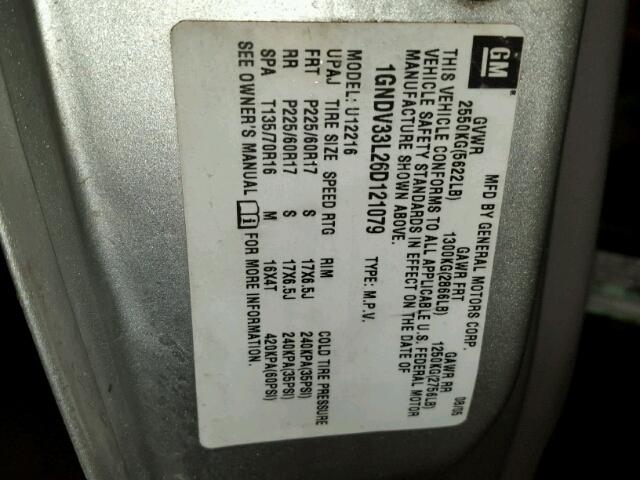 GM
MFD BY GENERAL MOTORS CORP. 08/05
GVWR GAWR FRT GAWR RR
2550KG(5622LB) 1300KG(2866LB) 1250KG(2756LB)
THIS VEHICLE CONFORMS TO ALL APPLICABLE U.S. FEDERAL MOTOR
VEHICLE SAFETY STANDARDS IN EFFECT ON THE DATE OF
MANUFACTURE SHOWN ABOVE.
1GNDV33L26D121079 TYPE: M.P.V.
MODEL: U12216
UPAJ TIRE SIZE SPEED RTG RIM COLD TIRE PRESSURE
FRT P225/60R17 S 17X6.5J 240KPA(35PSI)
RR P225/60R17 S 17X6.5J 240KPA(35PSI)
SPA T135/70R16 M 16X4T 420KPA(60PSI)
SEE OWNER'S MANUAL FOR MORE INFORMATION.